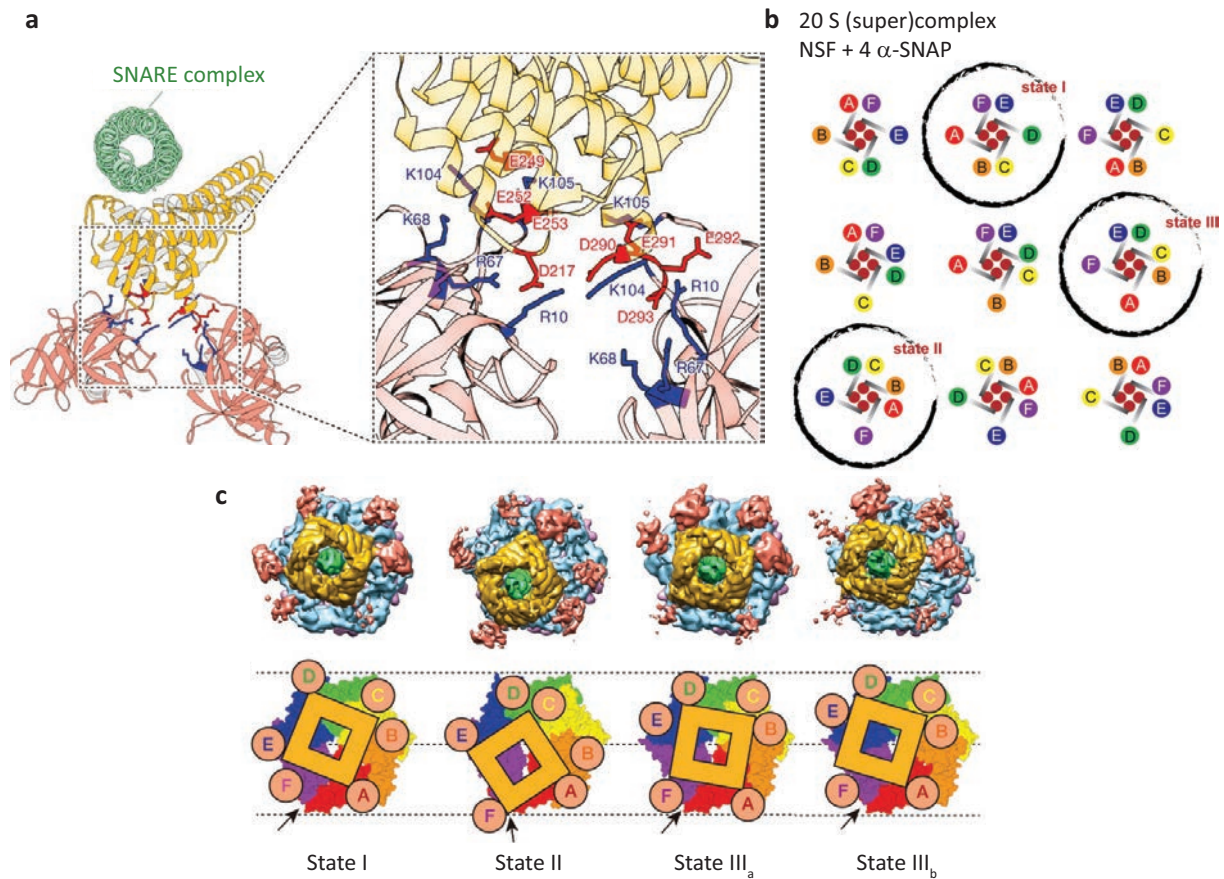 a
SNARE complex
E249
K104
K105
E252
K68
E253
K105
D290
E291
E292
R67
D217
K104
R10
R10
D293
K68
R67
b
20 S (super)complex
NSF + 4 α-SNAP
A F
B E
C D
state I
F E
A D
B C
E D
F C
A B
A F
E
B
D
C
F E
D
A
C
B
state III
E D
C
F
B
A
state II
D C
B
E
A
F
C B
A
D
F
E
B A
F
C
E
D
c
D
C
E
B
F
A
D
C
E
B
A
F
D
C
E
B
F
A
D
C
E
B
F
A
State I
State II
State IIIa
State IIIb